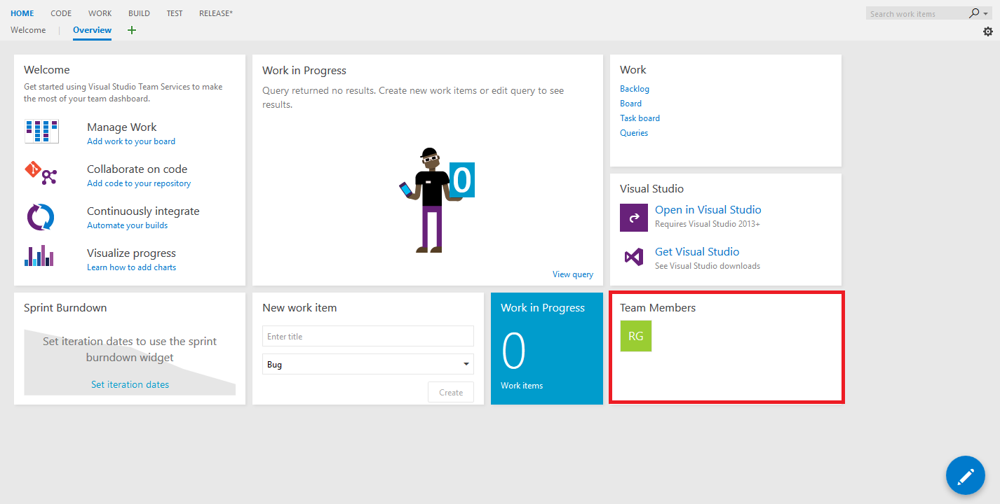 HOME CODE WORK BUILD TEST RELEASE*
Search work items
Welcome | Overview
Welcome
Get started using Visual Studio Team Services to make
the most of your team dashboard.
Manage Work
Add work to your board
Collaborate on code
Add code to your repository
Continuously integrate
Automate your builds
Visualize progress
Learn how to add charts
Work in Progress
Query returned no results. Create new work items or edit query to see
results.
0
View query
Work
Backlog
Board
Task board
Queries
Visual Studio
Open in Visual Studio
Requires Visual Studio 2013+
Get Visual Studio
See Visual Studio downloads
Sprint Burndown
Set iteration dates to use the sprint
burndown widget
Set iteration dates
New work item
Enter title
Bug
Create
Work in Progress
0
Work items
Team Members
RG